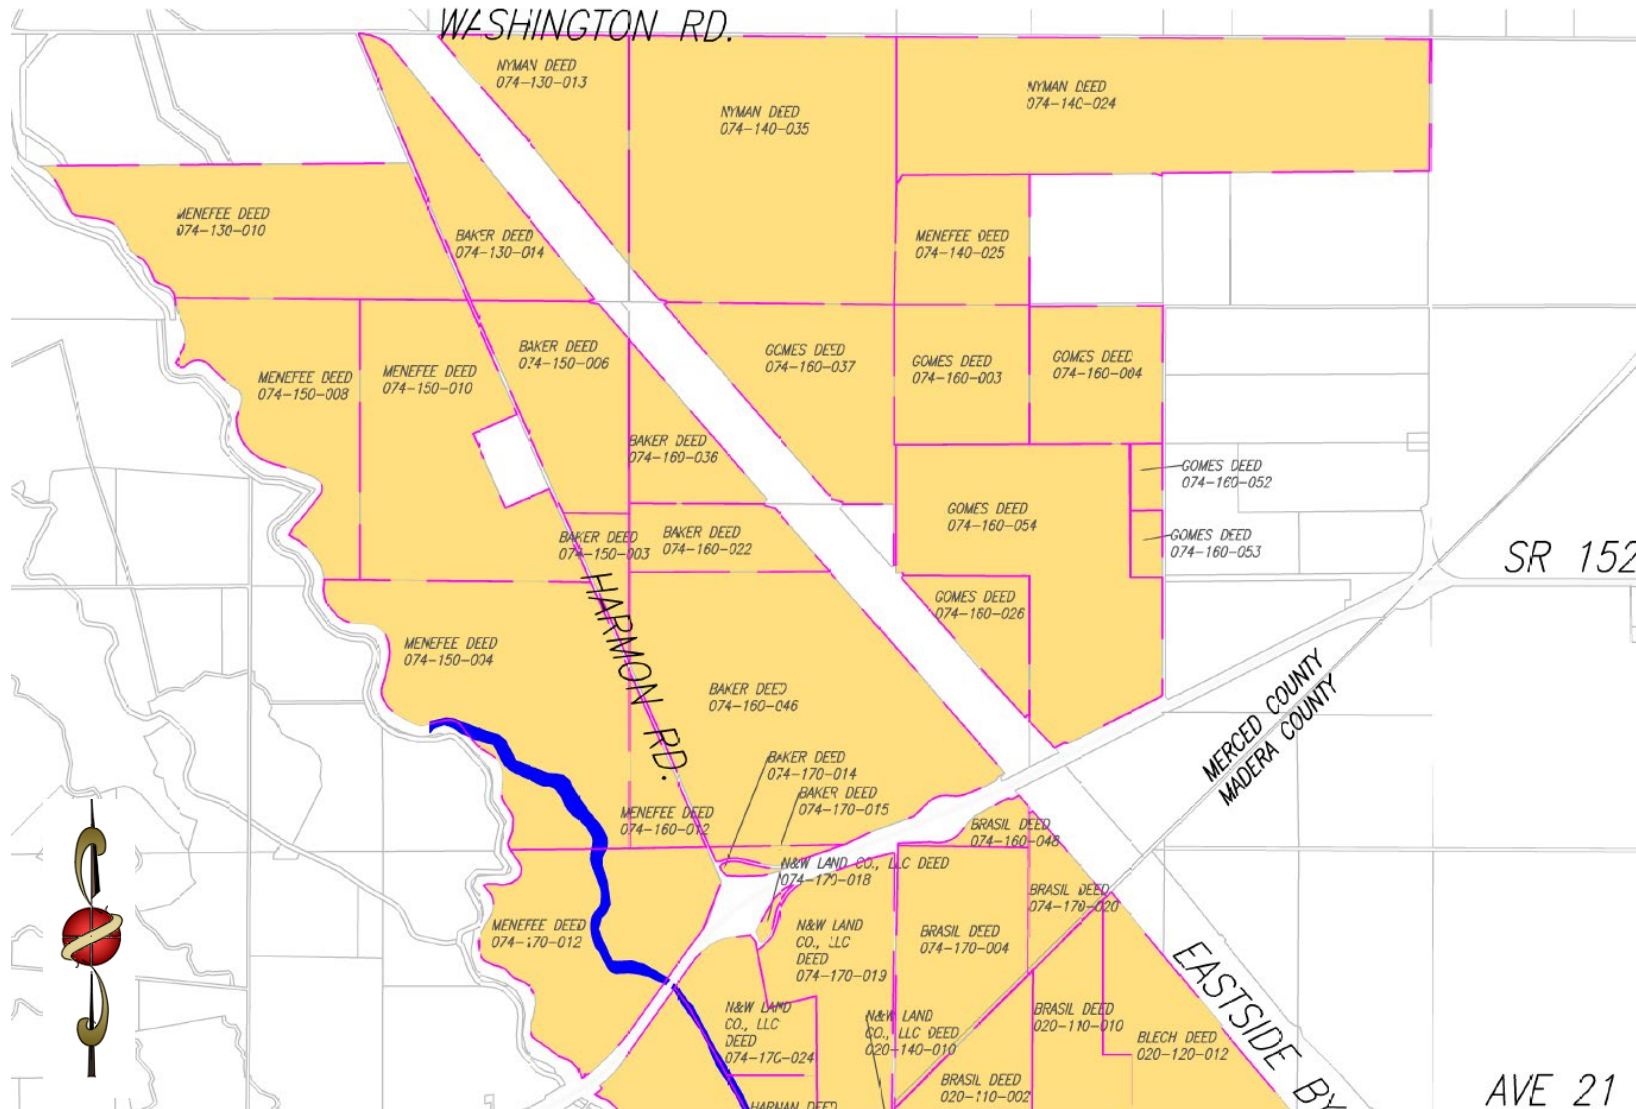 WASHINGTON RD.
NYMAN DEED
074-130-013
NYMAN DEED
074-140-035
NYMAN DEED
074-140-024
MENEFEE DEED
074-130-010
BAKER DEED
074-130-014
MENEFEE DEED
074-140-025
MENEFEE DEED
074-150-008
MENEFEE DEED
074-150-010
BAKER DEED
074-150-006
GOMES DEED
074-160-037
GOMES DEED
074-160-003
GOMES DEED
074-160-004
BAKER DEED
074-160-036
GOMES DEED
074-160-052
GOMES DEED
074-160-054
BAKER DEED
074-150-003
BAKER DEED
074-160-022
GOMES DEED
074-160-053
SR 152
HARMON RD.
GOMES DEED
074-160-026
MENEFEE DEED
074-150-004
BAKER DEED
074-160-046
MERCED COUNTY
MADERA COUNTY
BAKER DEED
074-170-014
BAKER DEED
074-170-015
MENEFEE DEED
074-160-012
BRASIL DEED
074-160-048
N&W LAND CO., LLC DEED
074-170-018
BRASIL DEED
074-170-020
MENEFEE DEED
074-170-012
N&W LAND
CO., LLC
DEED
074-170-019
BRASIL DEED
074-170-004
EASTSIDE BY
N&W LAND
CO., LLC
DEED
074-170-024
N&W LAND
CO., LLC DEED
020-140-010
BRASIL DEED
020-110-010
BLECH DEED
020-120-012
BRASIL DEED
020-110-002
HARMAN DEED
AVE 21